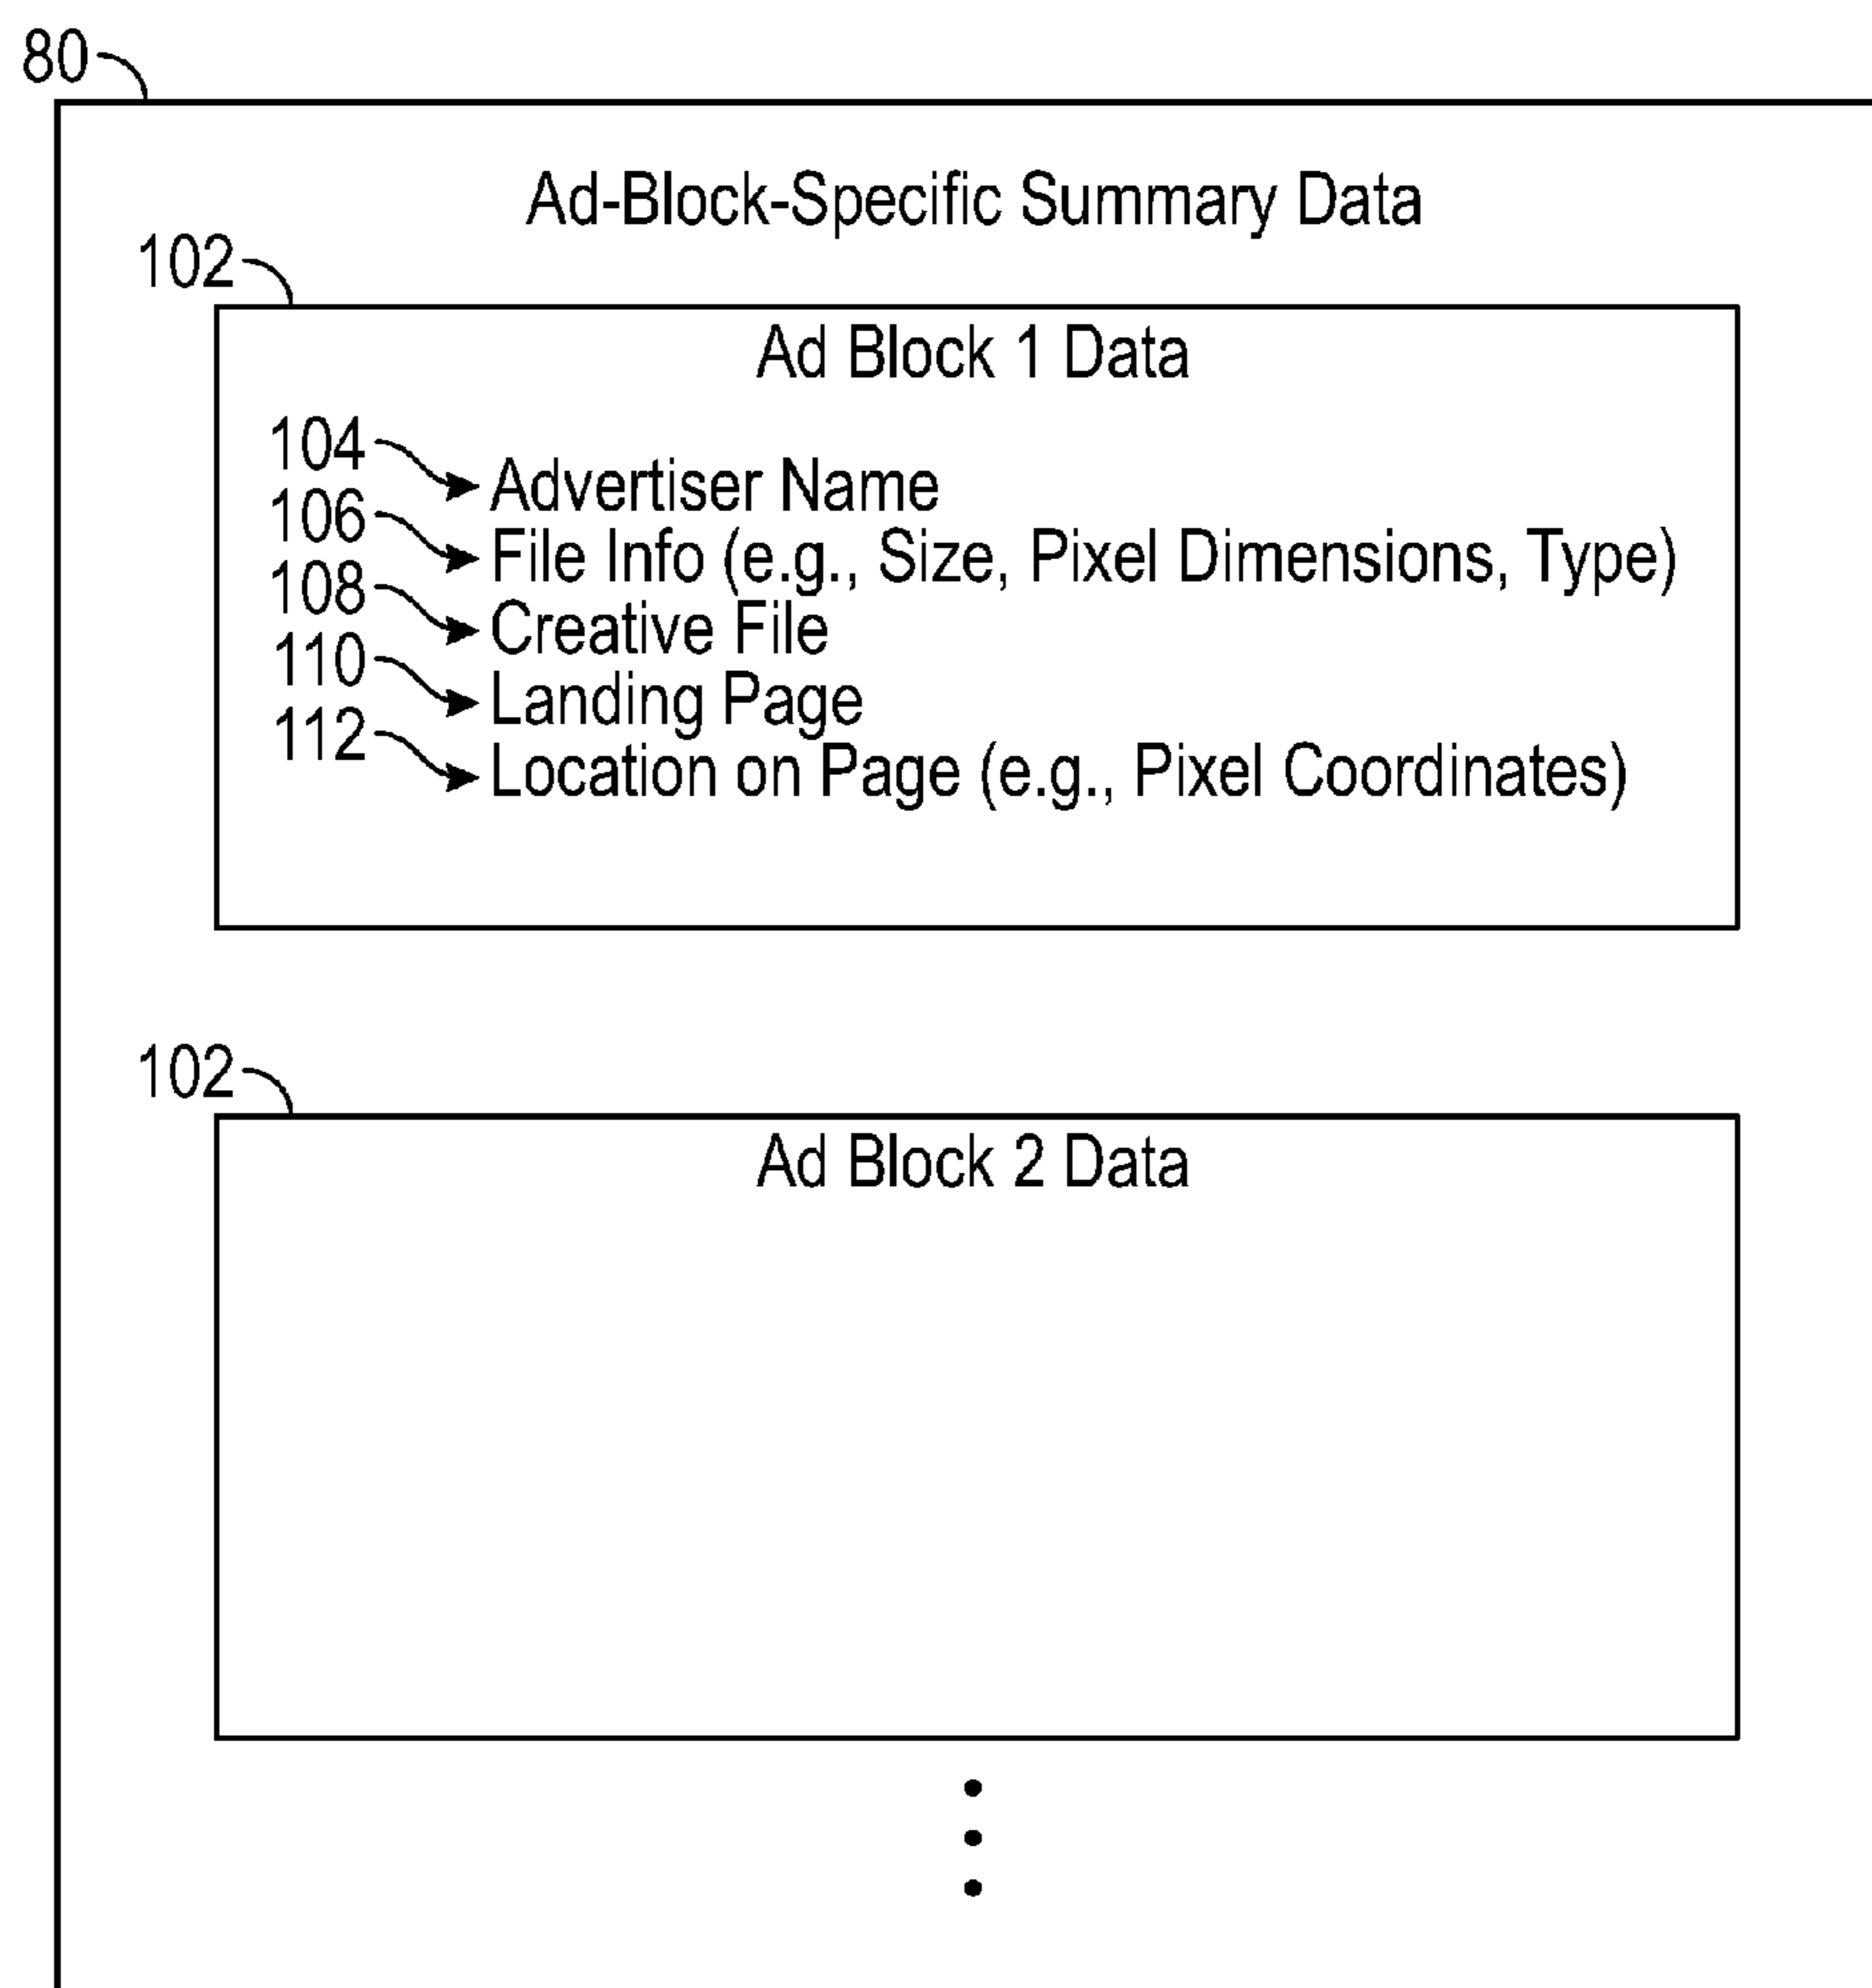 80
Ad-Block-Specific Summary Data
102
Ad Block 1 Data
104 Advertiser Name
106 File Info (e.g., Size, Pixel Dimensions, Type)
108 Creative File
110 Landing Page
112 Location on Page (e.g., Pixel Coordinates)
102
Ad Block 2 Data